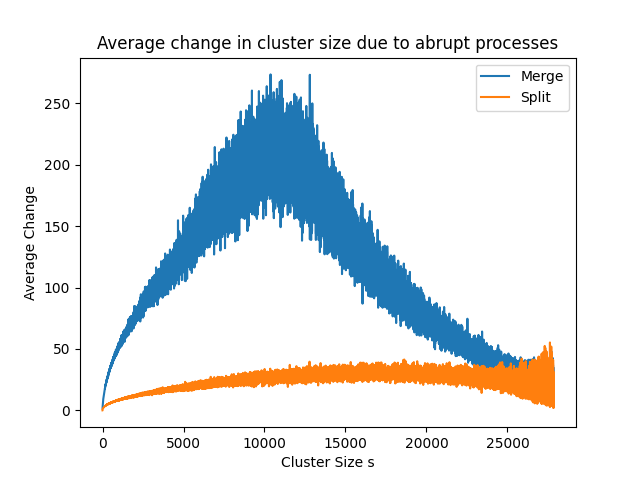 Average change in cluster size due to abrupt processes
Merge
Split
Average Change
250
200
150
100
50
0
0 5000 10000 15000 20000 25000
Cluster Size s